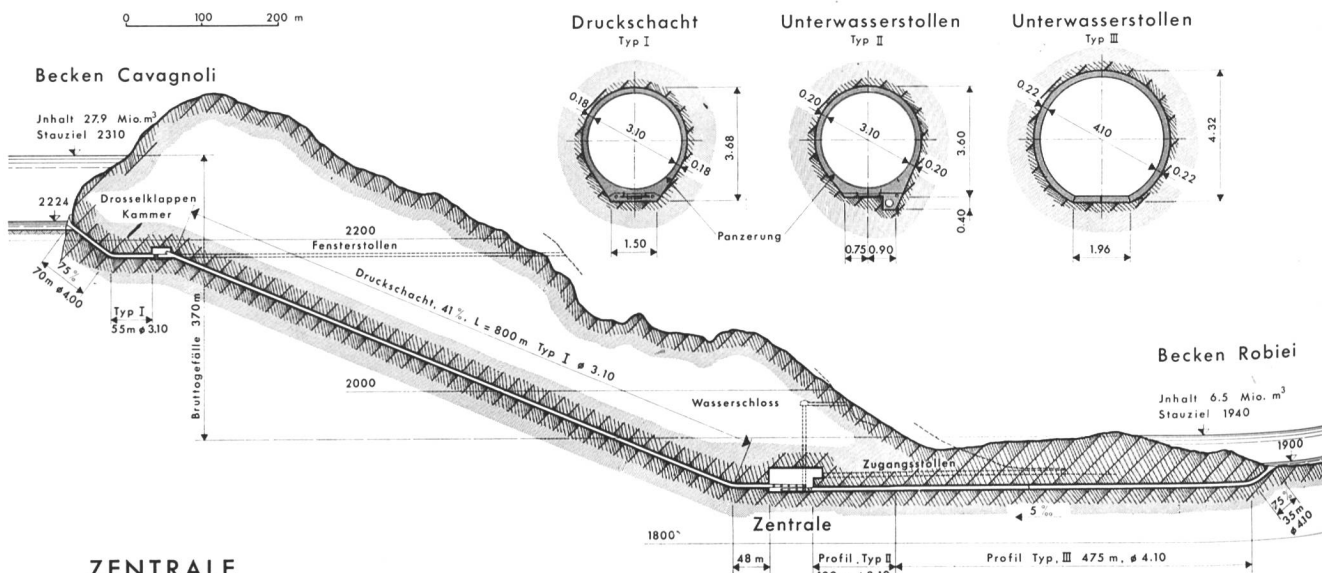 0 100 200 m
Becken Cavagnoli
Jnhalt 27.9 Mio. m³
Stauziel 2310
2224
Drosselklappen
Kammer
2200
Fensterstollen
75 %
70m ø 4.00
Typ I
55m ø 3.10
Bruttogefälle 370m
Druckschacht, 41 %, L = 800m Typ I ø 3.10
2000
Wasserschloss
Zugangsstollen
Zentrale
5 ‰
1800
48 m
Profil, Typ II
Profil Typ, III 475 m, ø 4.10
Becken Robiei
Jnhalt 6.5 Mio. m³
Stauziel 1940
1900
75 %
35m
ø 4.10
Druckschacht
Typ I
0.18
3.10
0.18
3.68
1.50
Panzerung
Unterwasserstollen
Typ II
0.20
3.10
0.20
3.60
0.40
0.75 0.90
Unterwasserstollen
Typ III
0.22
4.10
0.22
4.32
1.96
ZENTRALE